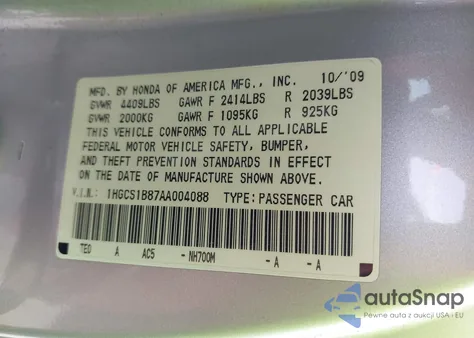 MFD. BY HONDA OF AMERICA MFG., INC. 10/'09
GVWR 4409LBS GAWR F 2414LBS R 2039LBS
GVWR 2000KG GAWR F 1095KG R 925KG
THIS VEHICLE CONFORMS TO ALL APPLICABLE
FEDERAL MOTOR VEHICLE SAFETY, BUMPER,
AND THEFT PREVENTION STANDARDS IN EFFECT
ON THE DATE OF MANUFACTURE SHOWN ABOVE.
V.I.N.: 1HGCS1B87AA004088 TYPE: PASSENGER CAR
TEO A AC5 - NH700M - A - A
autoSnap
Pewne auta z aukcji USA i EU